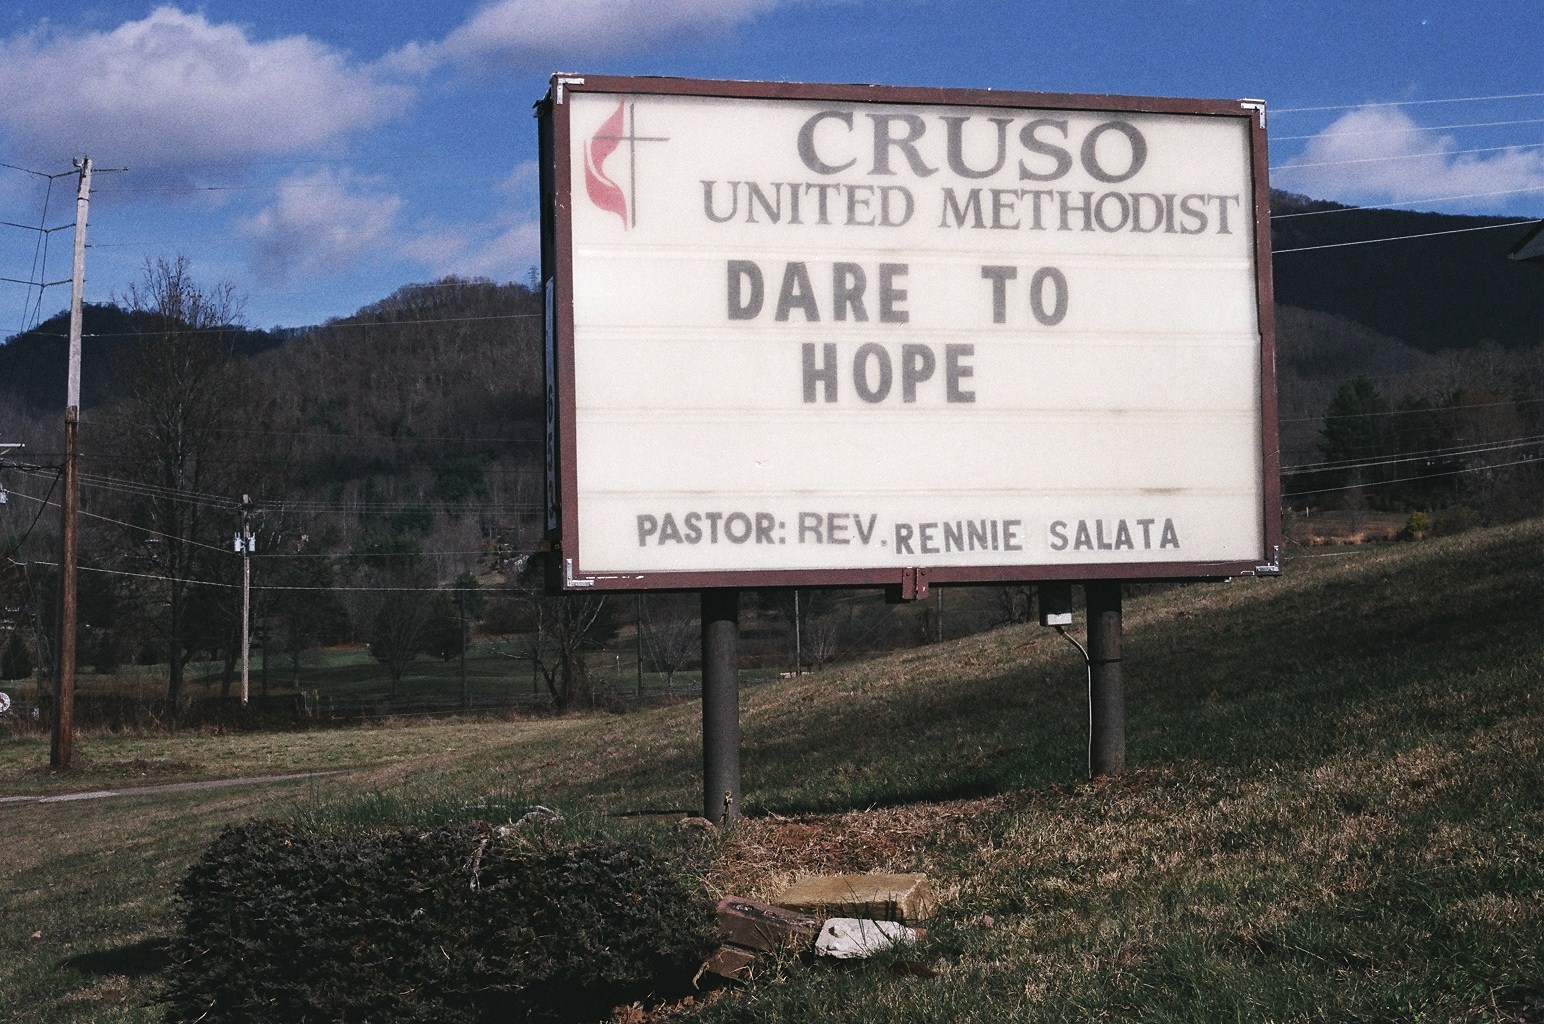 CRUSO
UNITED METHODIST
DARE TO
HOPE
PASTOR: REV. RENNIE SALATA